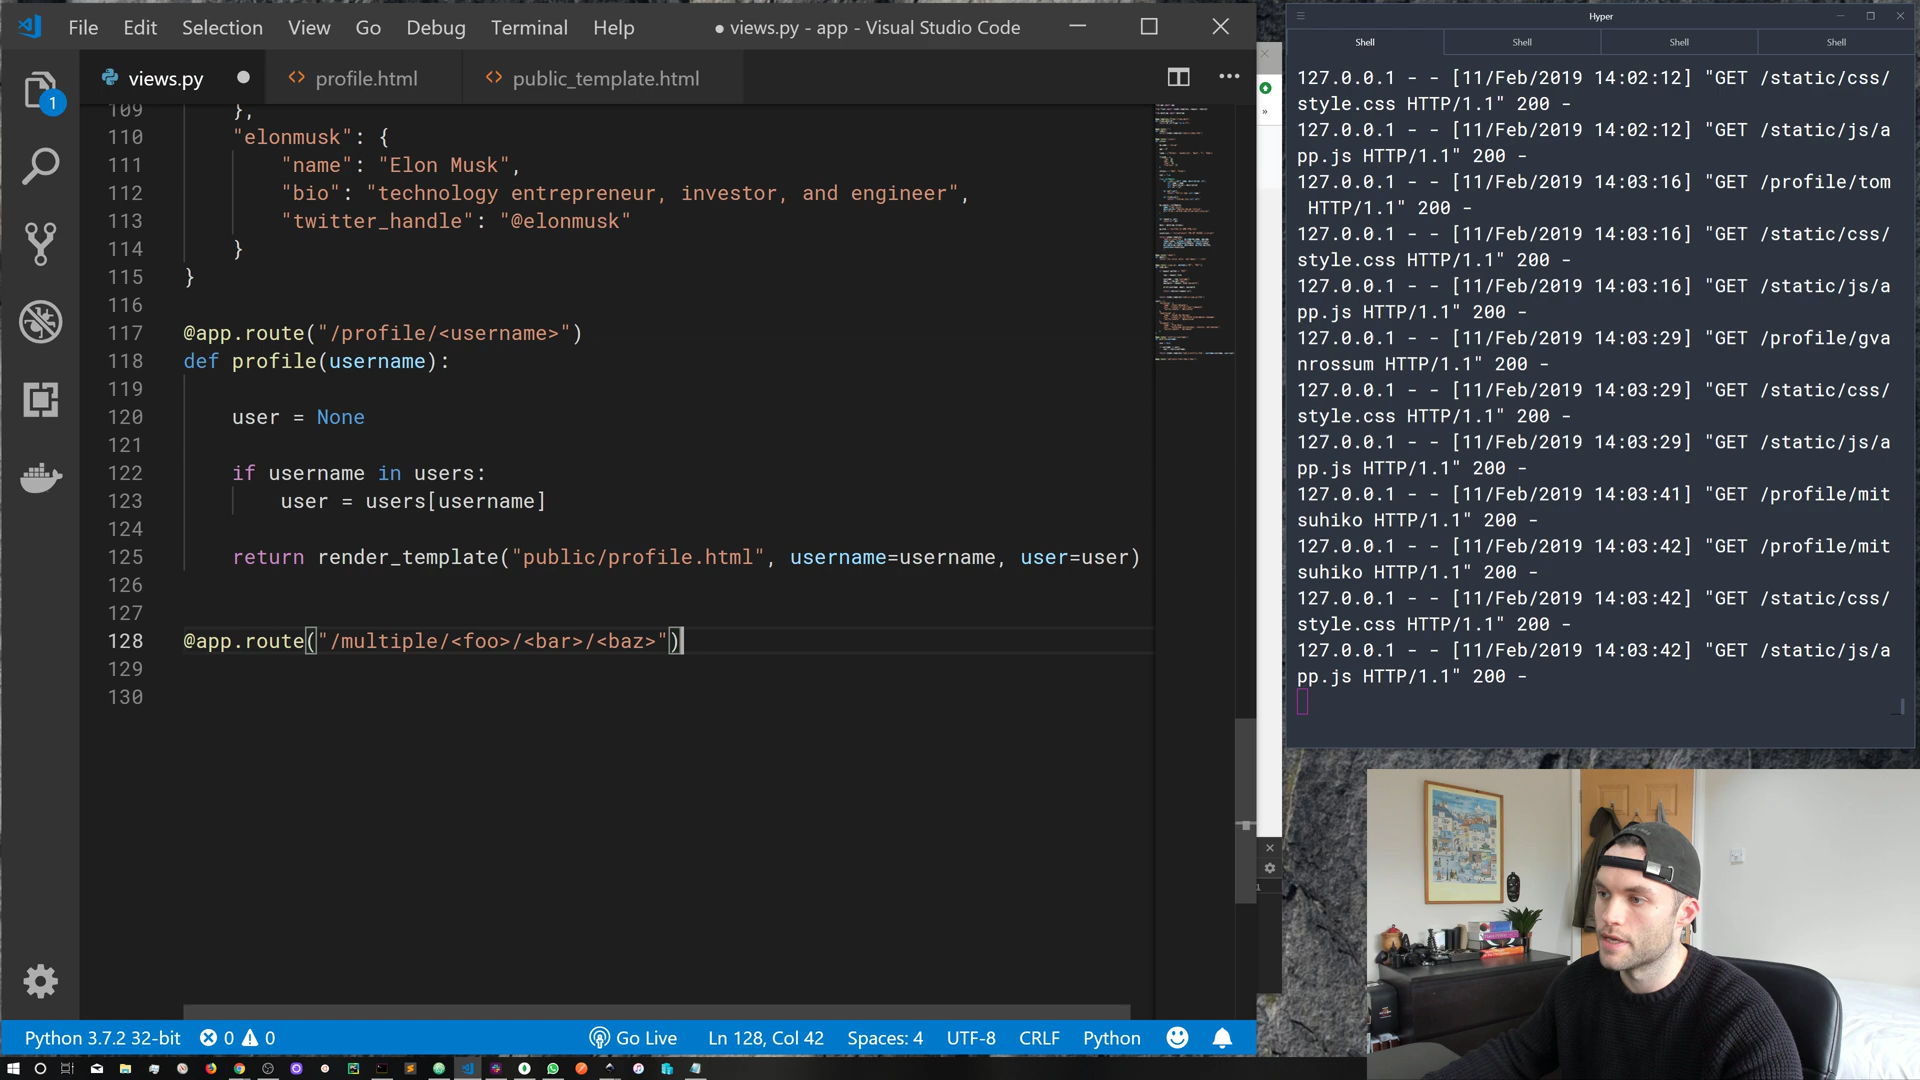 File Edit Selection View Go Debug Terminal Help
● views.py - app - Visual Studio Code
views.py
profile.html
public_template.html
1
109 },
110 "elonmusk": {
111 "name": "Elon Musk",
112 "bio": "technology entrepreneur, investor, and engineer",
113 "twitter_handle": "@elonmusk"
114 }
115 }
116
117 @app.route("/profile/<username>")
118 def profile(username):
119
120 user = None
121
122 if username in users:
123 user = users[username]
124
125 return render_template("public/profile.html", username=username, user=user)
126
127
128 @app.route("/multiple/<foo>/<bar>/<baz>")
129
130
Python 3.7.2 32-bit 0 0 Go Live Ln 128, Col 42 Spaces: 4 UTF-8 CRLF Python
Hyper
Shell Shell Shell Shell
127.0.0.1 - - [11/Feb/2019 14:02:12] "GET /static/css/
style.css HTTP/1.1" 200 -
127.0.0.1 - - [11/Feb/2019 14:02:12] "GET /static/js/a
pp.js HTTP/1.1" 200 -
127.0.0.1 - - [11/Feb/2019 14:03:16] "GET /profile/tom
HTTP/1.1" 200 -
127.0.0.1 - - [11/Feb/2019 14:03:16] "GET /static/css/
style.css HTTP/1.1" 200 -
127.0.0.1 - - [11/Feb/2019 14:03:16] "GET /static/js/a
pp.js HTTP/1.1" 200 -
127.0.0.1 - - [11/Feb/2019 14:03:29] "GET /profile/gva
nrossum HTTP/1.1" 200 -
127.0.0.1 - - [11/Feb/2019 14:03:29] "GET /static/css/
style.css HTTP/1.1" 200 -
127.0.0.1 - - [11/Feb/2019 14:03:29] "GET /static/js/a
pp.js HTTP/1.1" 200 -
127.0.0.1 - - [11/Feb/2019 14:03:41] "GET /profile/mit
suhiko HTTP/1.1" 200 -
127.0.0.1 - - [11/Feb/2019 14:03:42] "GET /profile/mit
suhiko HTTP/1.1" 200 -
127.0.0.1 - - [11/Feb/2019 14:03:42] "GET /static/css/
style.css HTTP/1.1" 200 -
127.0.0.1 - - [11/Feb/2019 14:03:42] "GET /static/js/a
pp.js HTTP/1.1" 200 -